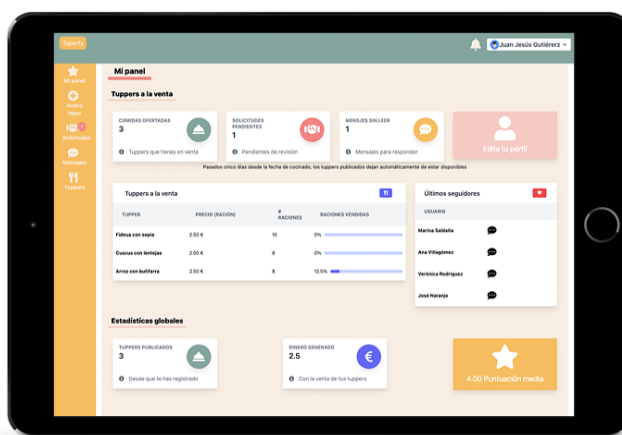 Taperfy
Juan Jesús Gutiérerz
Mi panel
Nuevo
taper
Solicitudes
1
Mensajes
Tuppers
Mi panel
Tuppers a la venta
COMIDAS OFERTADAS
3
Tuppers que tienes en venta
SOLICITUDES
PENDIENTES
1
Pendientes de revisión
MENSJES SIN LEER
1
Mensajes para responder
Edita tu perfil
Pasados cinco días desde la fecha de cocinado, los tuppers publicados dejan automáticamente de estar disponibles
Tuppers a la venta
TUPPER PRECIO (RACIÓN) # RACIONES RACIONES VENDIDAS
Fideua con sepia 2.50 € 10 0%
Cuscus con lentejas 2.00 € 8 0%
Arroz con butifarra 2.50 € 8 12.5%
Últimos seguidores
USUARIO
Marina Saldaña
Ana Villagómez
Verónica Rodríguez
José Naranjo
Estadísticas globales
TUPPERS PUBLICADOS
3
Desde que te has registrado
DINERO GENERADO
2.5
€
Con la venta de tus tuppers
4.00 Puntuación media